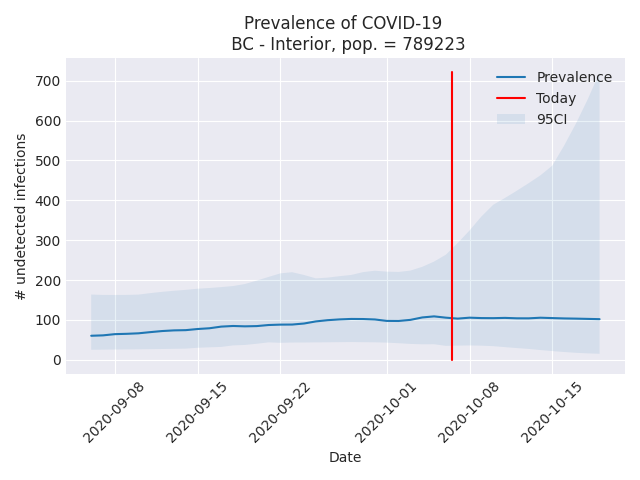 Prevalence of COVID-19
BC - Interior, pop. = 789223
# undetected infections
700
600
500
400
300
200
100
0
Prevalence
Today
95CI
2020-09-08
2020-09-15
2020-09-22
2020-10-01
2020-10-08
2020-10-15
Date